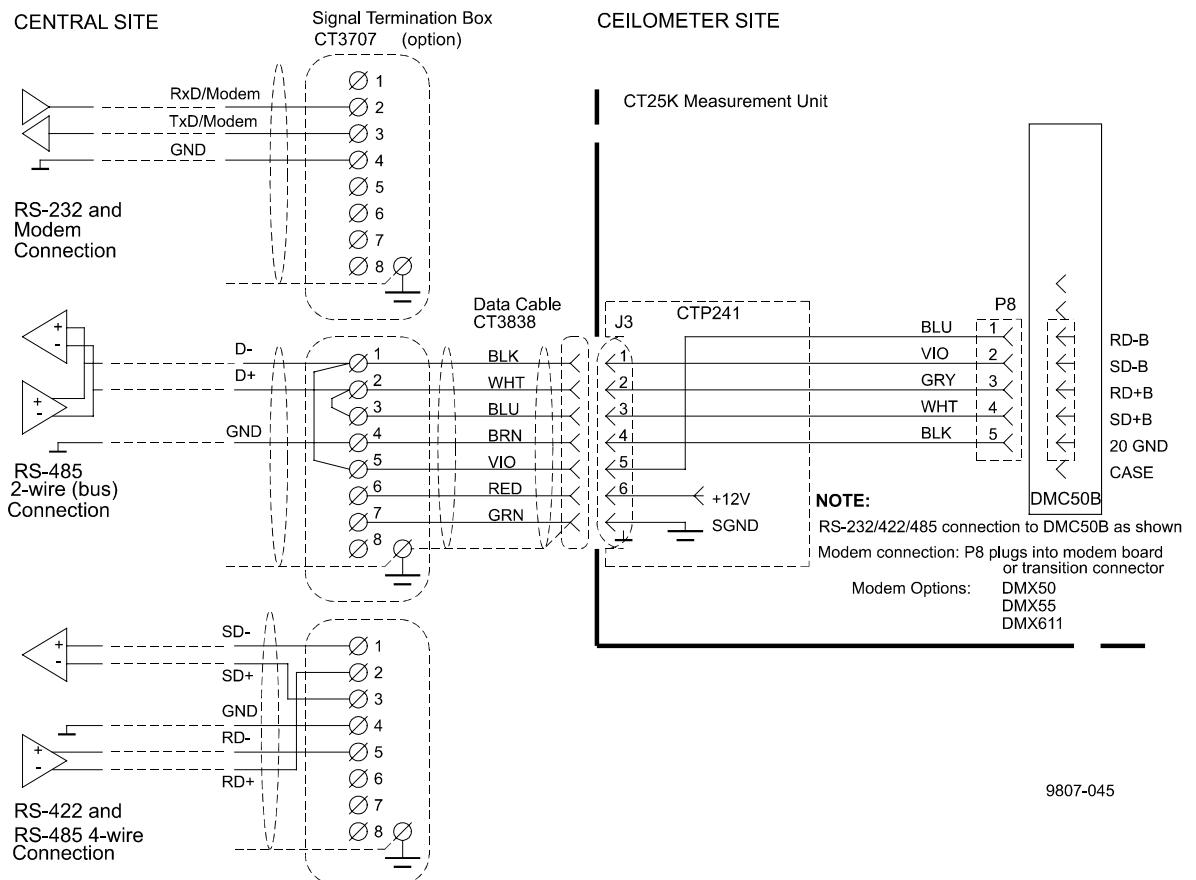 CENTRAL SITE
Signal Termination Box
CT3707 (option)
CEILOMETER SITE
1
2
3
4
5
6
7
8
RxD/Modem
TxD/Modem
GND
RS-232 and
Modem
Connection
CT25K Measurement Unit
Data Cable
CT3838
J3
CTP241
P8
+
-
+
-
D-
D+
GND
RS-485
2-wire (bus)
Connection
1
2
3
4
5
6
7
8
BLK
WHT
BLU
BRN
VIO
RED
GRN
1
2
3
4
5
6
+12V
SGND
BLU
VIO
GRY
WHT
BLK
1
2
3
4
5
RD-B
SD-B
RD+B
SD+B
20 GND
CASE
DMC50B
NOTE:
RS-232/422/485 connection to DMC50B as shown
Modem connection: P8 plugs into modem board
or transition connector
Modem Options: DMX50
DMX55
DMX611
+
-
+
-
SD-
SD+
GND
RD-
RD+
1
2
3
4
5
6
7
8
RS-422 and
RS-485 4-wire
Connection
9807-045